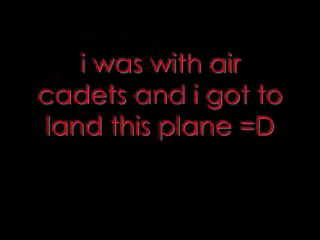 i was with air
cadets and i got to
land this plane =D